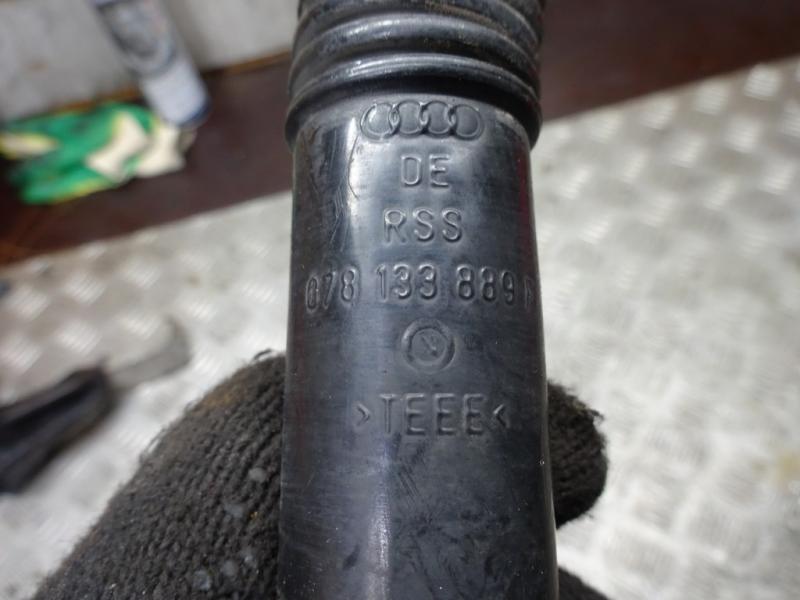 DE
RSS
078 133 889
>TEEE<